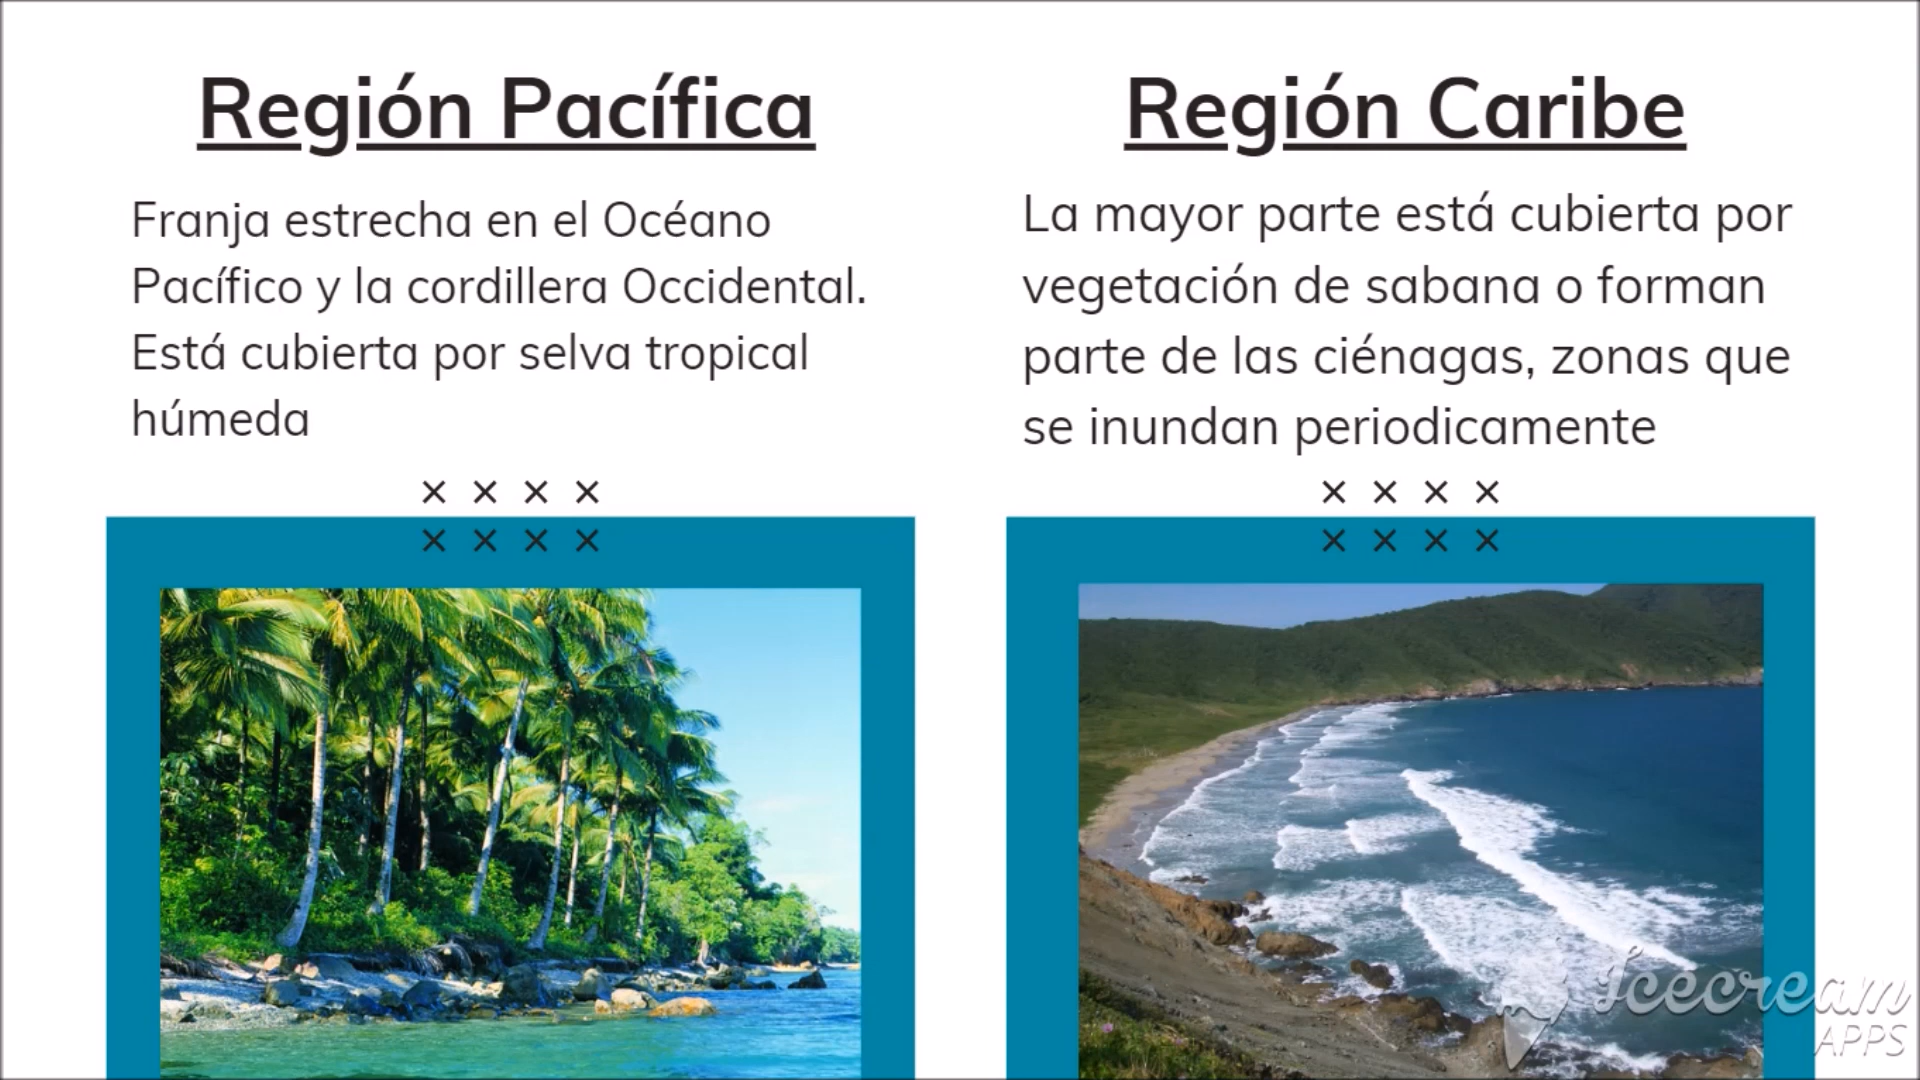 Región Pacífica
Franja estrecha en el Océano
Pacífico y la cordillera Occidental.
Está cubierta por selva tropical
húmeda
Región Caribe
La mayor parte está cubierta por
vegetación de sabana o forman
parte de las ciénagas, zonas que
se inundan periodicamente
Icecream
APPS